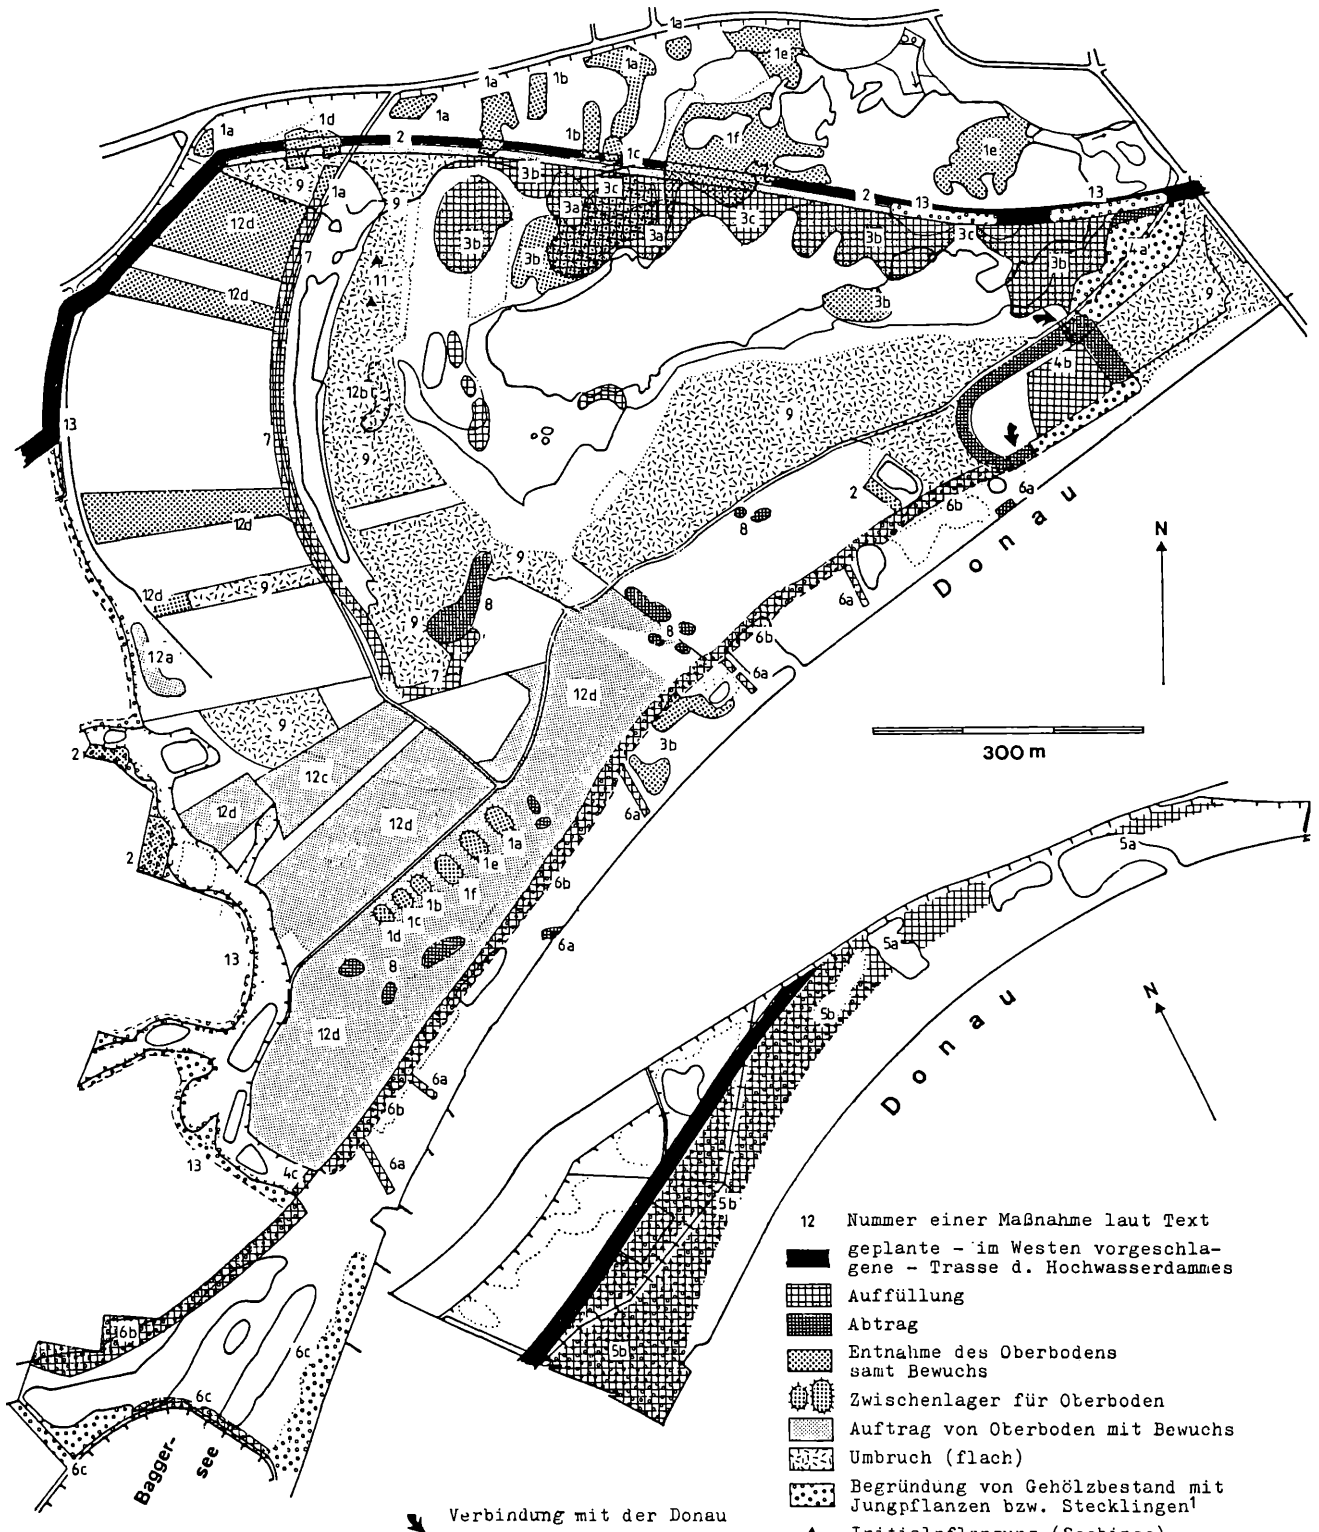 1a
1e
1a
1b
1a
1a
1d
1a
2
1b
1c
1f
1e
3b
3c
9
1a
9
3a
3c
2
13
13
12d
3b
3a
3b
3c
3b
4a
7
3b
11
9
12d
3b
4b
12b
9
13
7
9
2
6a
6b
8
12d
9
Donau
N
12d
9
8
6a
9
8
6b
12a
6a
7
12d
9
3b
300 m
2
12c
6a
12d
12d
1a
1e
5a
2
1f
6b
1b
1c
1d
5a
6a
13
8
N
5b
12d
Donau
6a
6b
13
4c
6a
5b
16b
6c
5b
6c
6c
Bagger-
see
12 Nummer einer Maßnahme laut Text
geplante - im Westen vorgeschla-
gene - Trasse d. Hochwasserdammes
Auffüllung
Abtrag
Entnahme des Oberbodens
samt Bewuchs
Zwischenlager für Oberboden
Auftrag von Oberboden mit Bewuchs
Umbruch (flach)
Begründung von Gehölzbestand mit
Jungpflanzen bzw. Stecklingen¹
Verbindung mit der Donau